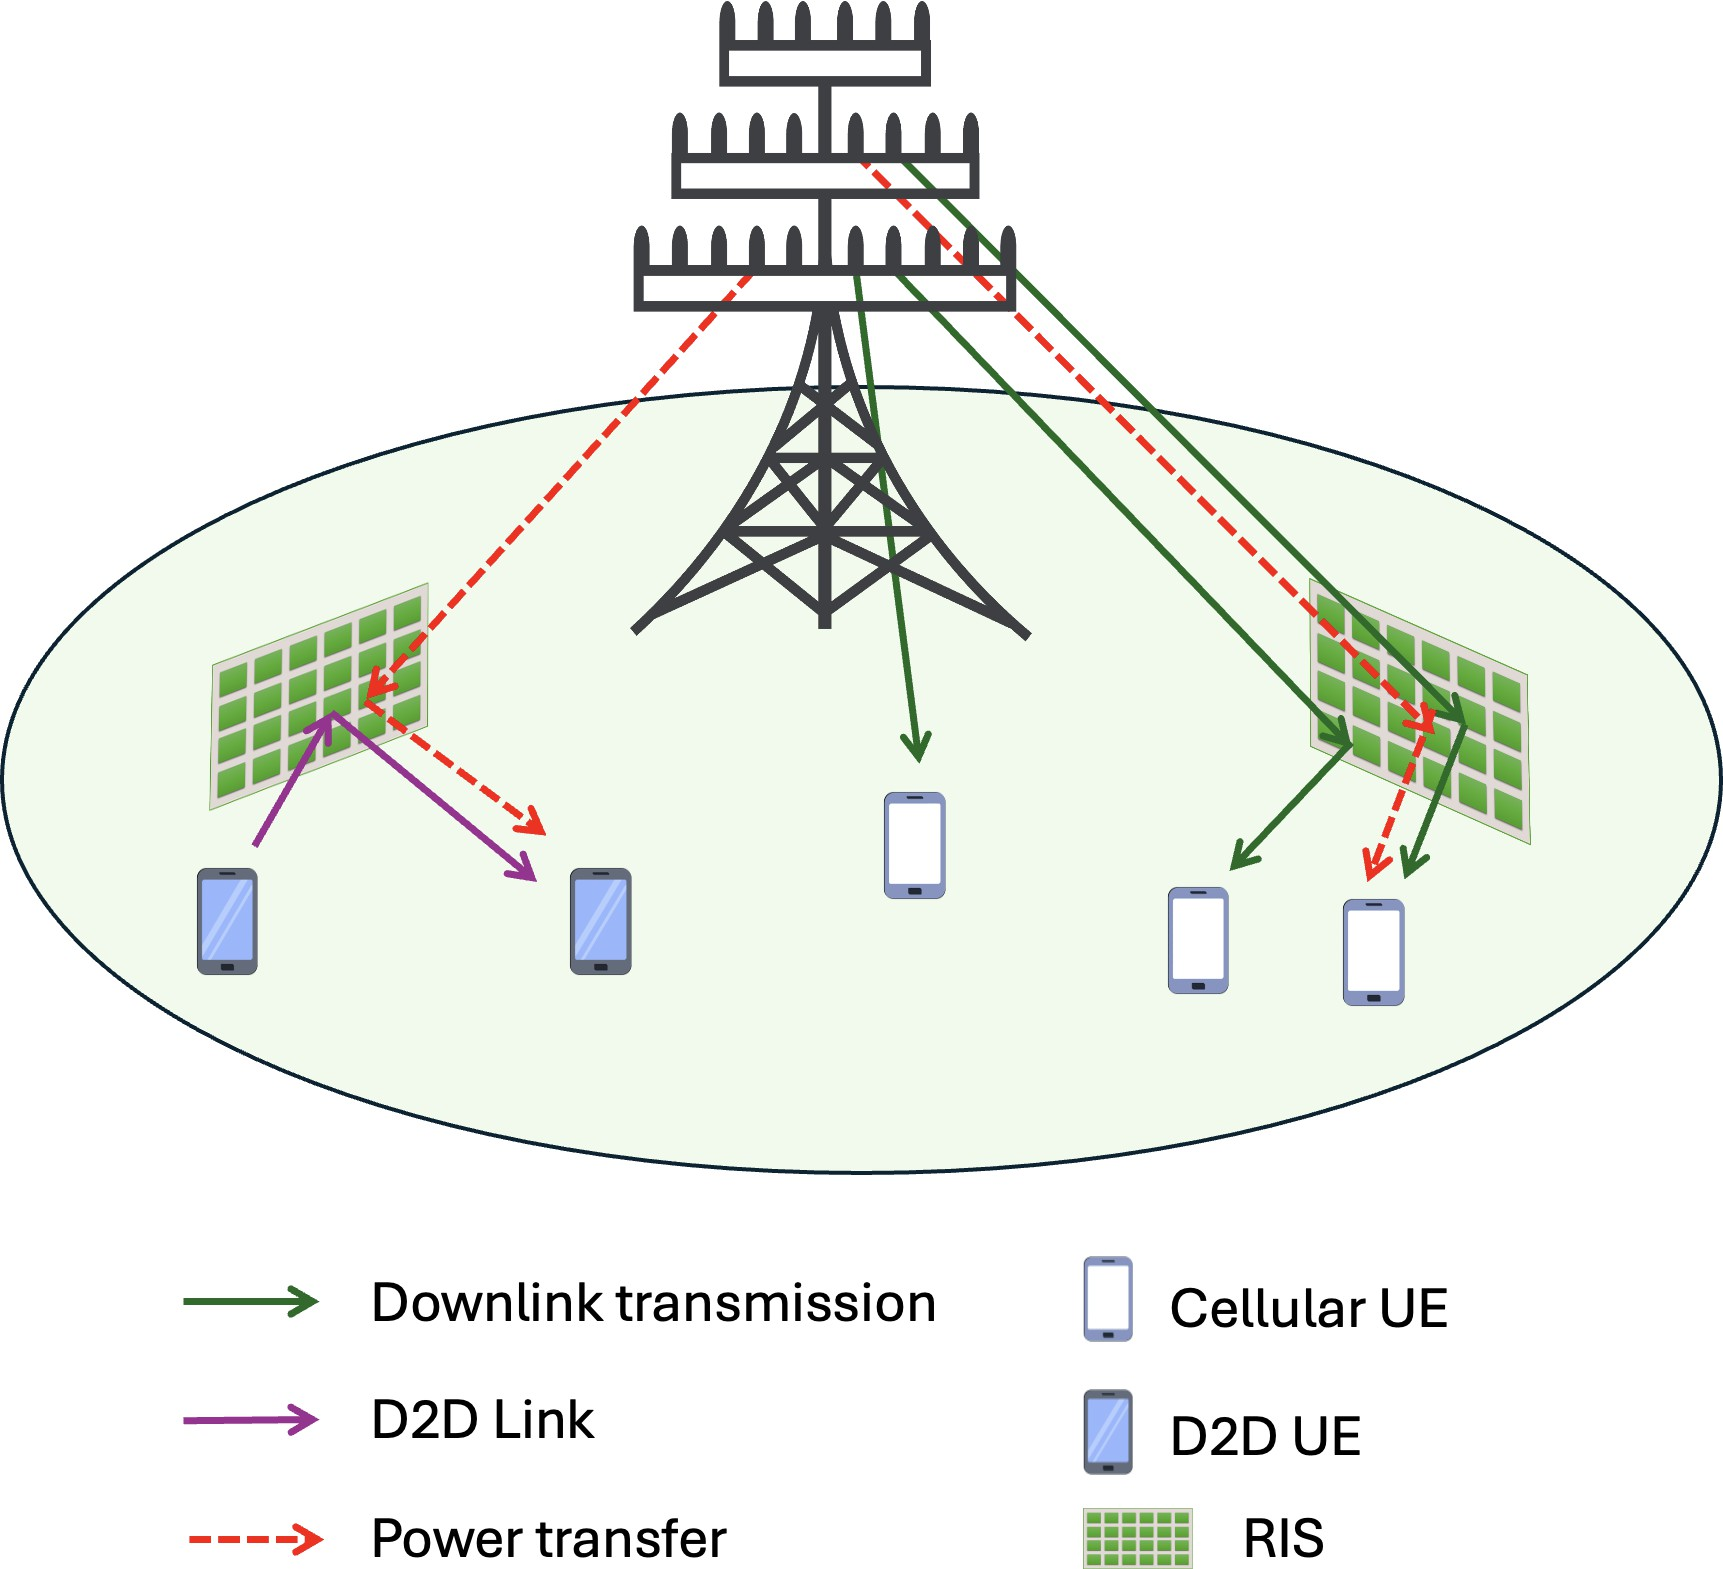 Downlink transmission
Cellular UE
D2D Link
D2D UE
Power transfer
RIS